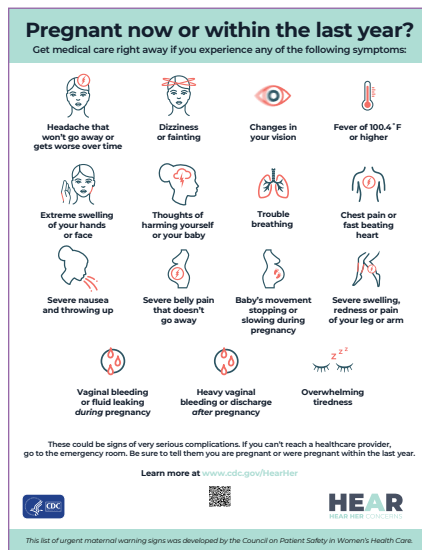 Pregnant now or within the last year?
Get medical care right away if you experience any of the following symptoms:
Headache that
won't go away or
gets worse over time
Dizziness
or fainting
Changes in
your vision
Fever of 100.4°F
or higher
Extreme swelling
of your hands
or face
Thoughts of
harming yourself
or your baby
Trouble
breathing
Chest pain or
fast beating
heart
Severe nausea
and throwing up
Severe belly pain
that doesn't
go away
Baby's movement
stopping or
slowing during
pregnancy
Severe swelling,
redness or pain
of your leg or arm
z z z
Vaginal bleeding
or fluid leaking
during pregnancy
Heavy vaginal
bleeding or discharge
after pregnancy
Overwhelming
tiredness
These could be signs of very serious complications. If you can't reach a healthcare provider,
go to the emergency room. Be sure to tell them you are pregnant or were pregnant within the last year.
Learn more at www.cdc.gov/HearHer
CDC
HEAR
HEAR HER CONCERNS
This list of urgent maternal warning signs was developed by the Council on Patient Safety in Women's Health Care.